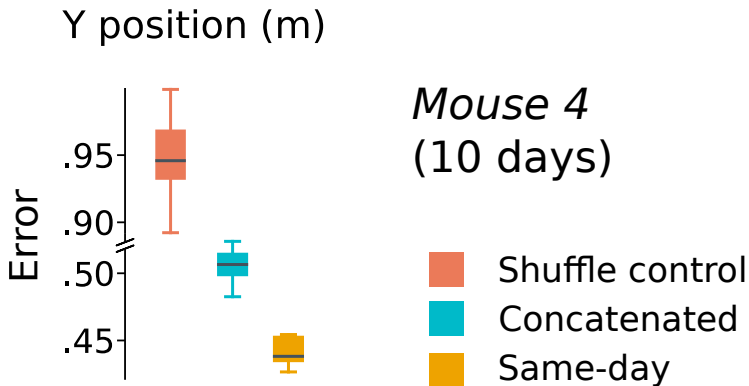 Y position (m)
Mouse 4
(10 days)
Error
.95
.90
.50
.45
Shuffle control
Concatenated
Same-day